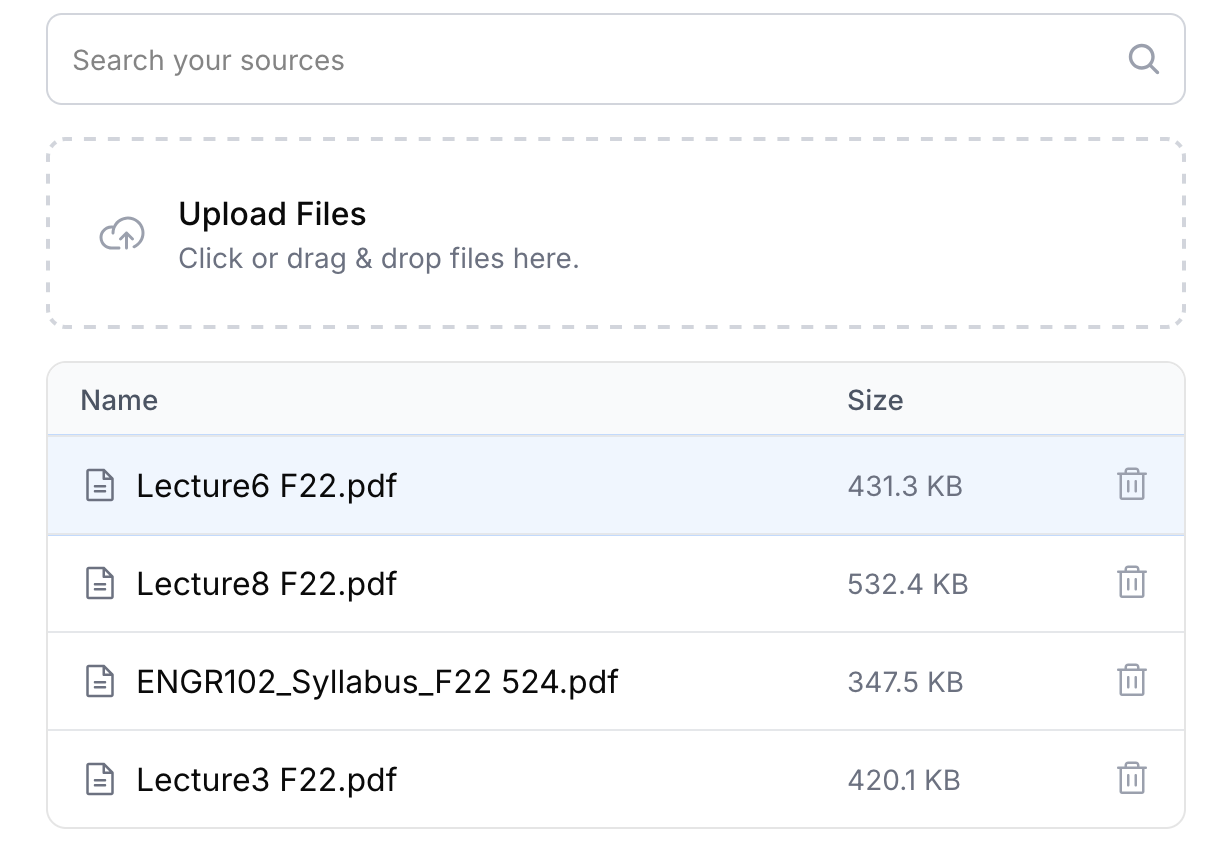 Search your sources
Upload Files
Click or drag & drop files here.
Name Size
Lecture6 F22.pdf 431.3 KB
Lecture8 F22.pdf 532.4 KB
ENGR102_Syllabus_F22 524.pdf 347.5 KB
Lecture3 F22.pdf 420.1 KB